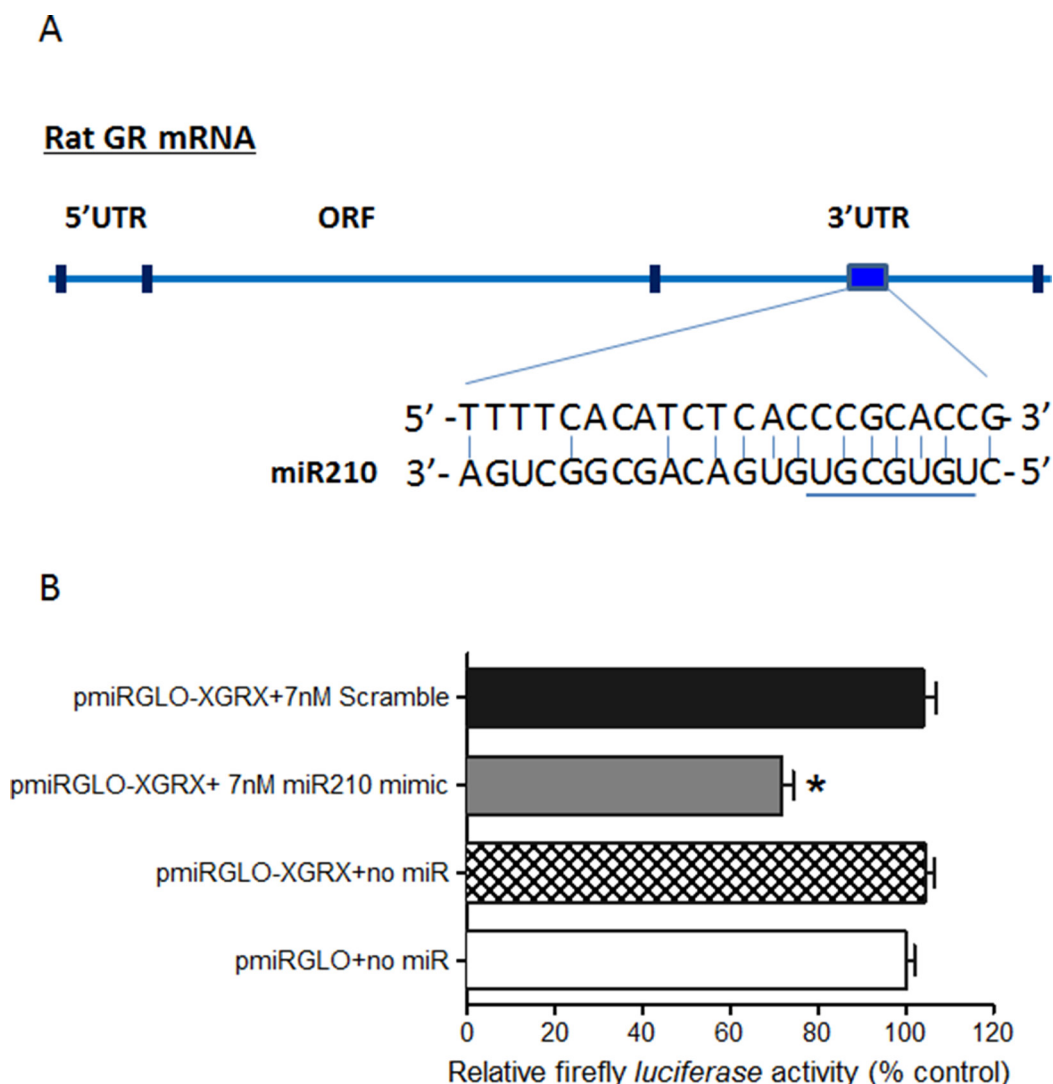 A
Rat GR mRNA
5’UTR ORF 3’UTR
5’ -TTTTCACATCTCACCCGCACCG- 3’
miR210 3’- AGUCGGCGACAGUGUGCGUGUC-5’
B
pmiRGLO-XGRX+7nM Scramble
pmiRGLO-XGRX+ 7nM miR210 mimic *
pmiRGLO-XGRX+no miR
pmiRGLO+no miR
0 20 40 60 80 100 120
Relative firefly luciferase activity (% control)